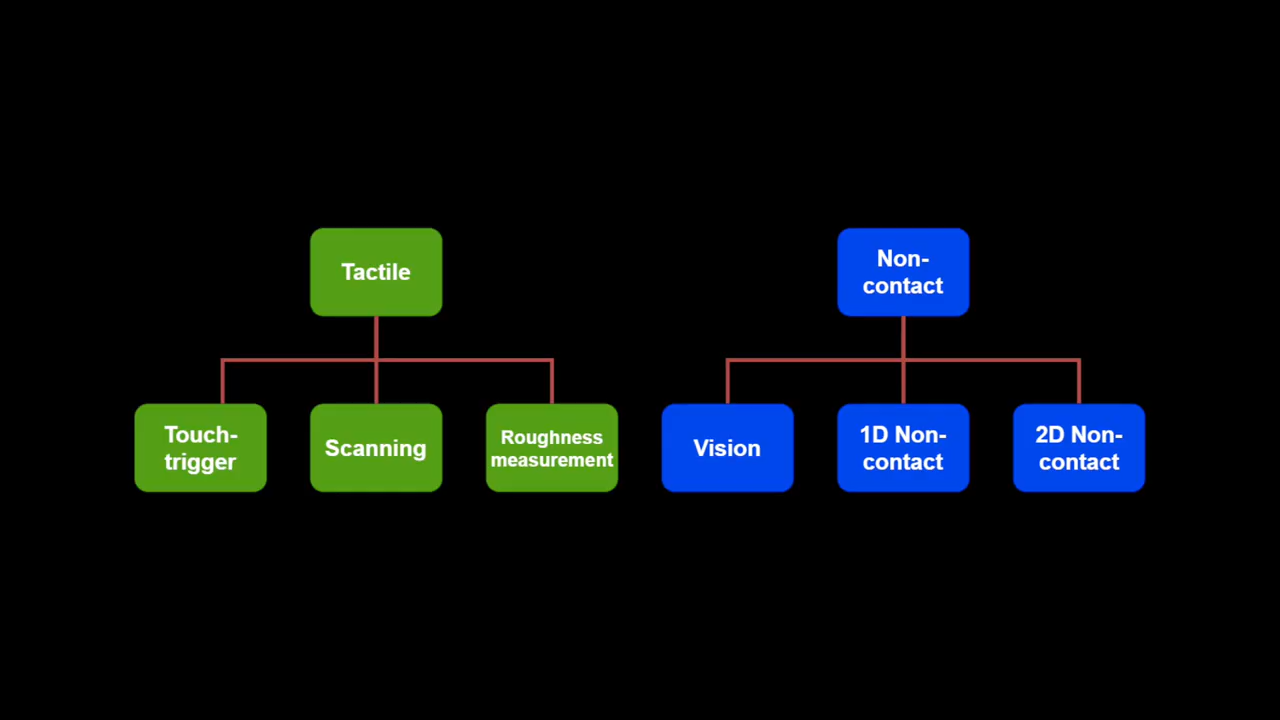 Tactile
Non-
contact
Touch-
trigger
Scanning
Roughness
measurement
Vision
1D Non-
contact
2D Non-
contact